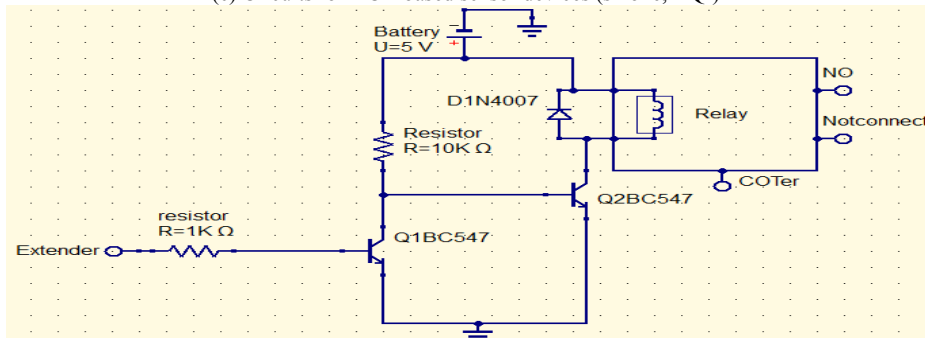 Battery
U=5 V
D1N4007
NO
Relay
Notconnect
Resistor
R=10K Ω
COTer
Q2BC547
resistor
R=1K Ω
Q1BC547
Extender